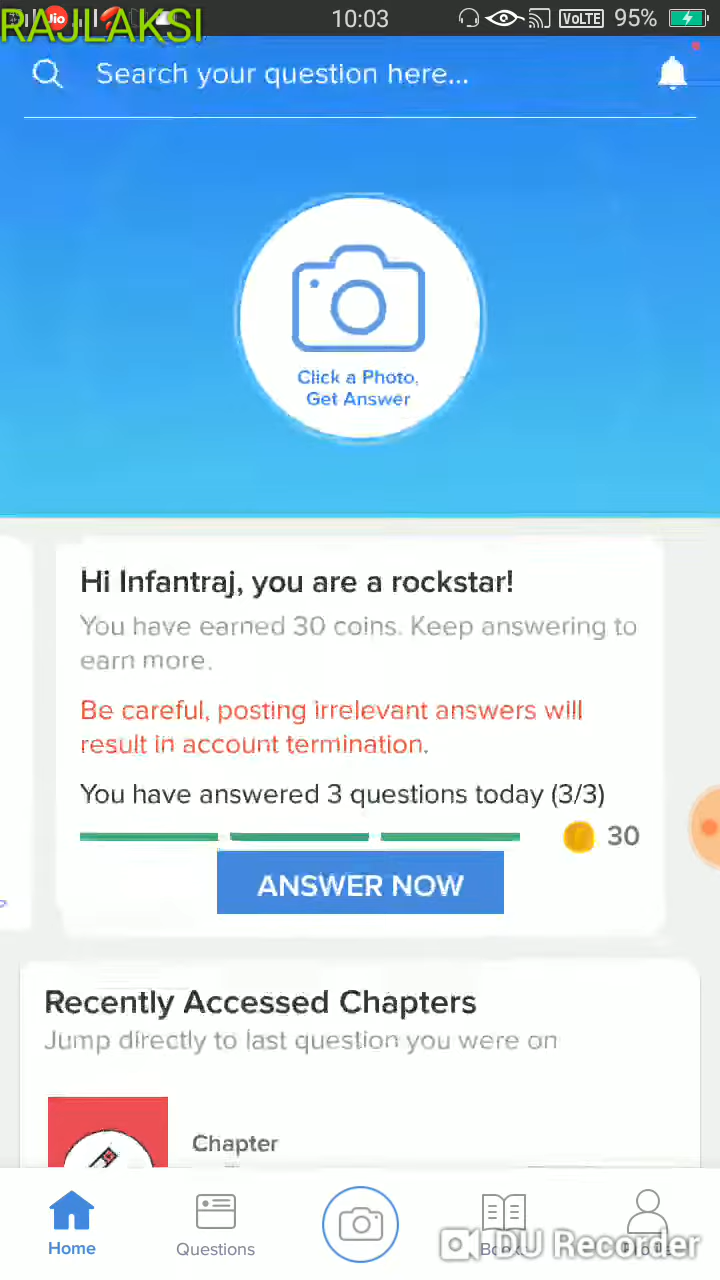 RAJLAKSI
Jio
10:03
VoLTE
95%
Search your question here...
Click a Photo,
Get Answer
Hi Infantraj, you are a rockstar!
You have earned 30 coins. Keep answering to
earn more.
Be careful, posting irrelevant answers will
result in account termination.
You have answered 3 questions today (3/3)
30
ANSWER NOW
Recently Accessed Chapters
Jump directly to last question you were on
Chapter
Home
Questions
DU Recorder